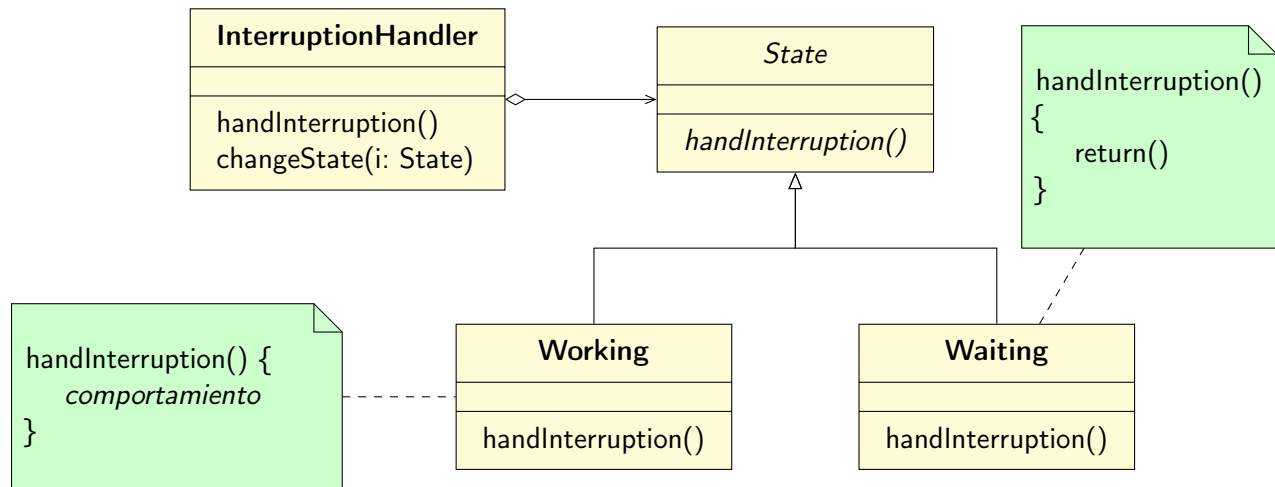 InterruptionHandler
handInterruption()
changeState(i: State)
State
handInterruption()
handInterruption()
{
return()
}
handInterruption() {
comportamiento
}
Working
handInterruption()
Waiting
handInterruption()